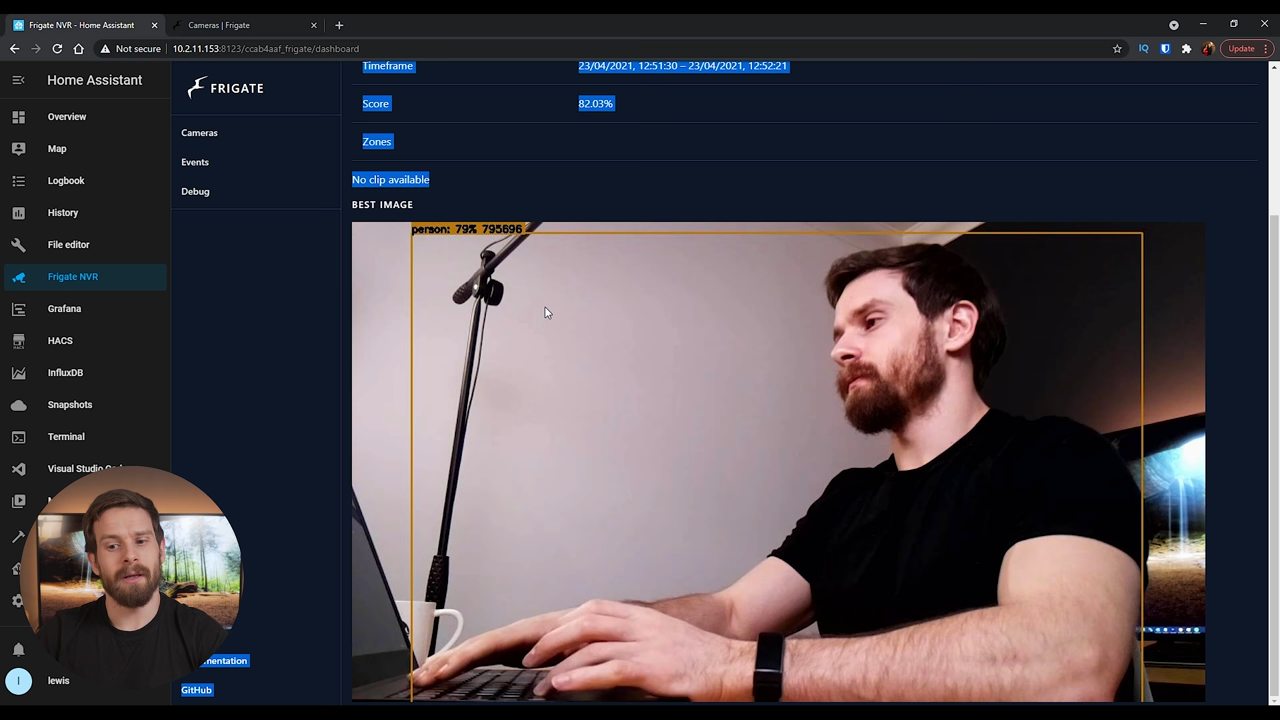 Frigate NVR - Home Assistant
Cameras | Frigate
Not secure
10.2.11.153:8123/ccab4aaf_frigate/dashboard
IQ
Update
Home Assistant
Overview
Map
Logbook
History
File editor
Frigate NVR
Grafana
HACS
HACS
InfluxDB
Snapshots
Terminal
Visual Studio
l
lewis
FRIGATE
Cameras
Events
Debug
GitHub
Timeframe
23/04/2021, 12:51:30 – 23/04/2021, 12:52:21
Score
82.03%
Zones
No clip available
BEST IMAGE
person: 79% 795696